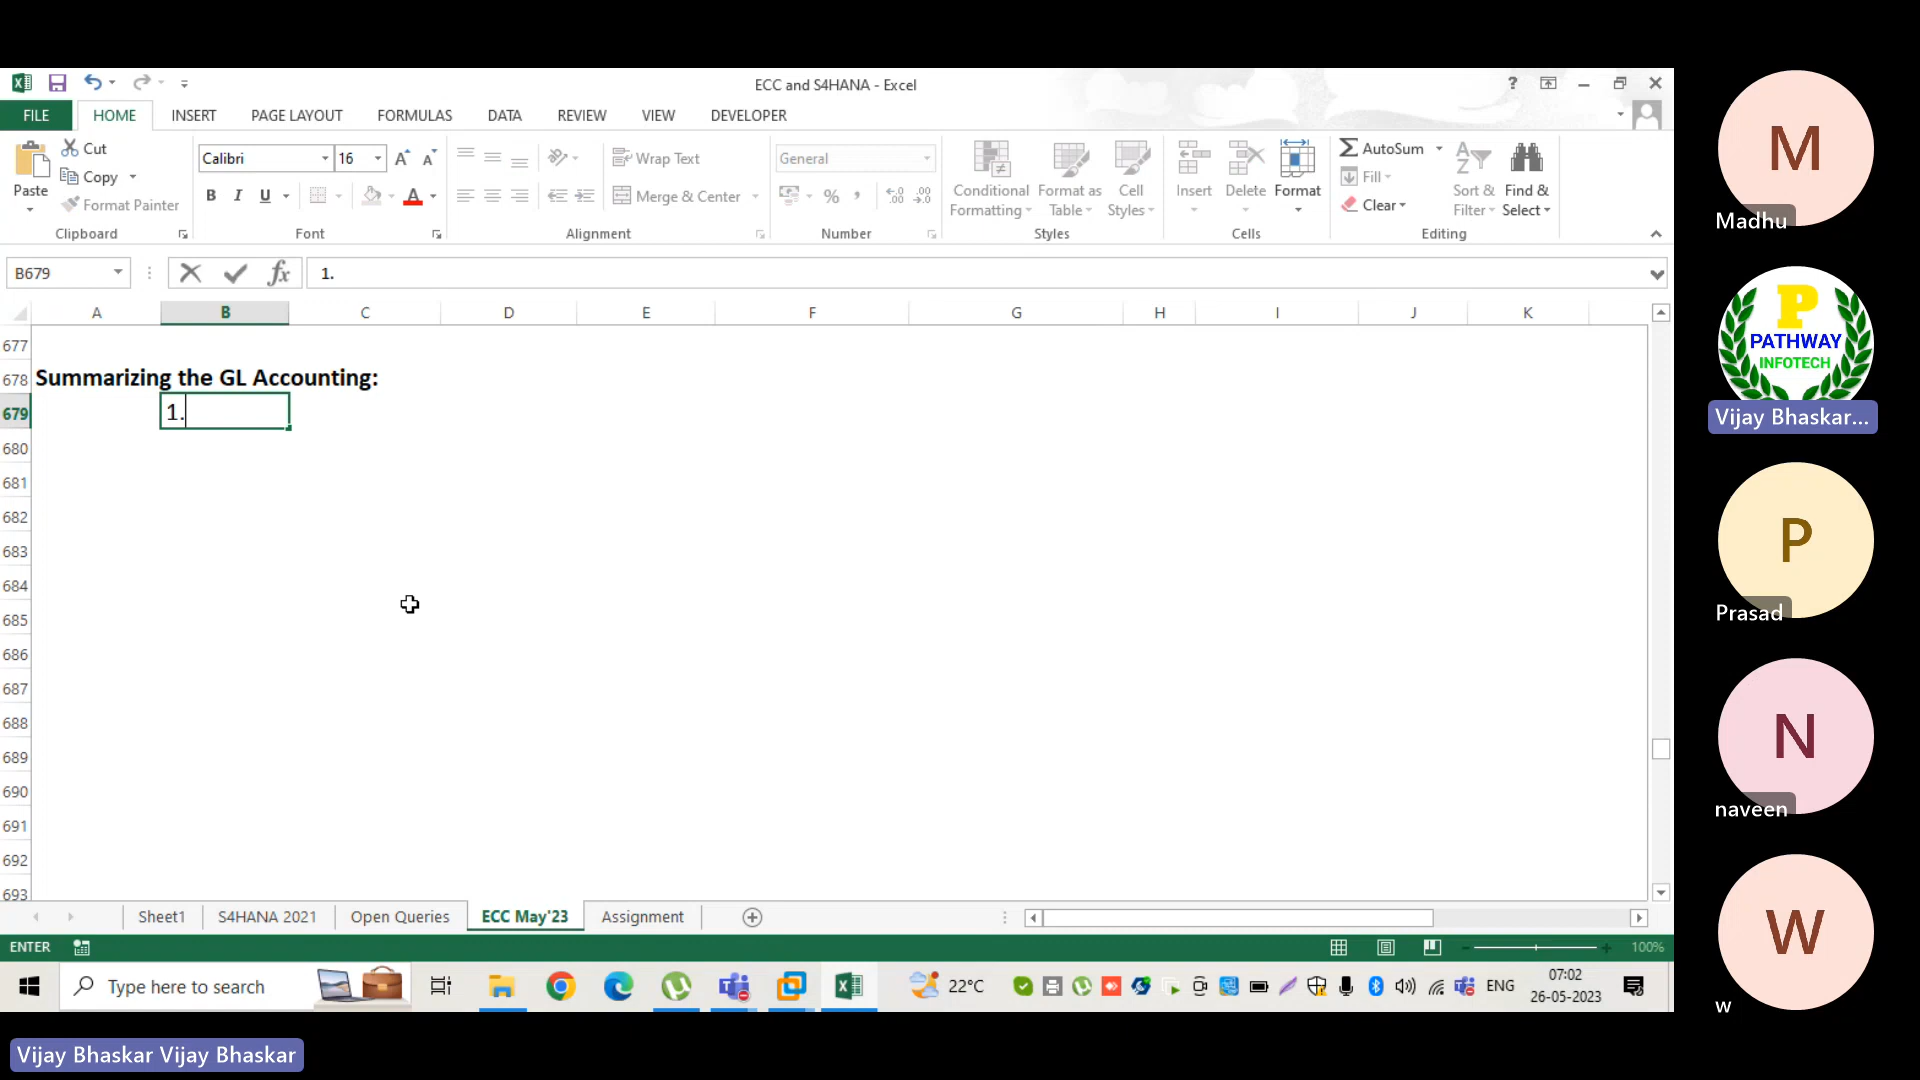 ECC and S4HANA - Excel
FILE HOME INSERT PAGE LAYOUT FORMULAS DATA REVIEW VIEW DEVELOPER
Paste
Cut
Copy
Format Painter
Clipboard
Calibri 16
B I U
Font
Wrap Text
Merge & Center
Alignment
General
Number
Conditional Formatting
Format as Table
Cell Styles
Styles
Insert Delete Format
Cells
AutoSum
Fill
Clear
Sort & Filter
Find & Select
Editing
B679 fx 1.
A B C D E F G H I J K
677
678 Summarizing the GL Accounting:
679 1.
680
681
682
683
684
685
686
687
688
689
690
691
692
693
Sheet1 S4HANA 2021 Open Queries ECC May'23 Assignment
ENTER 100%
Type here to search
22°C
ENG
07:02
26-05-2023
M
Madhu
P
PATHWAY
INFOTECH
Vijay Bhaskar...
P
Prasad
N
naveen
W
w
Vijay Bhaskar Vijay Bhaskar